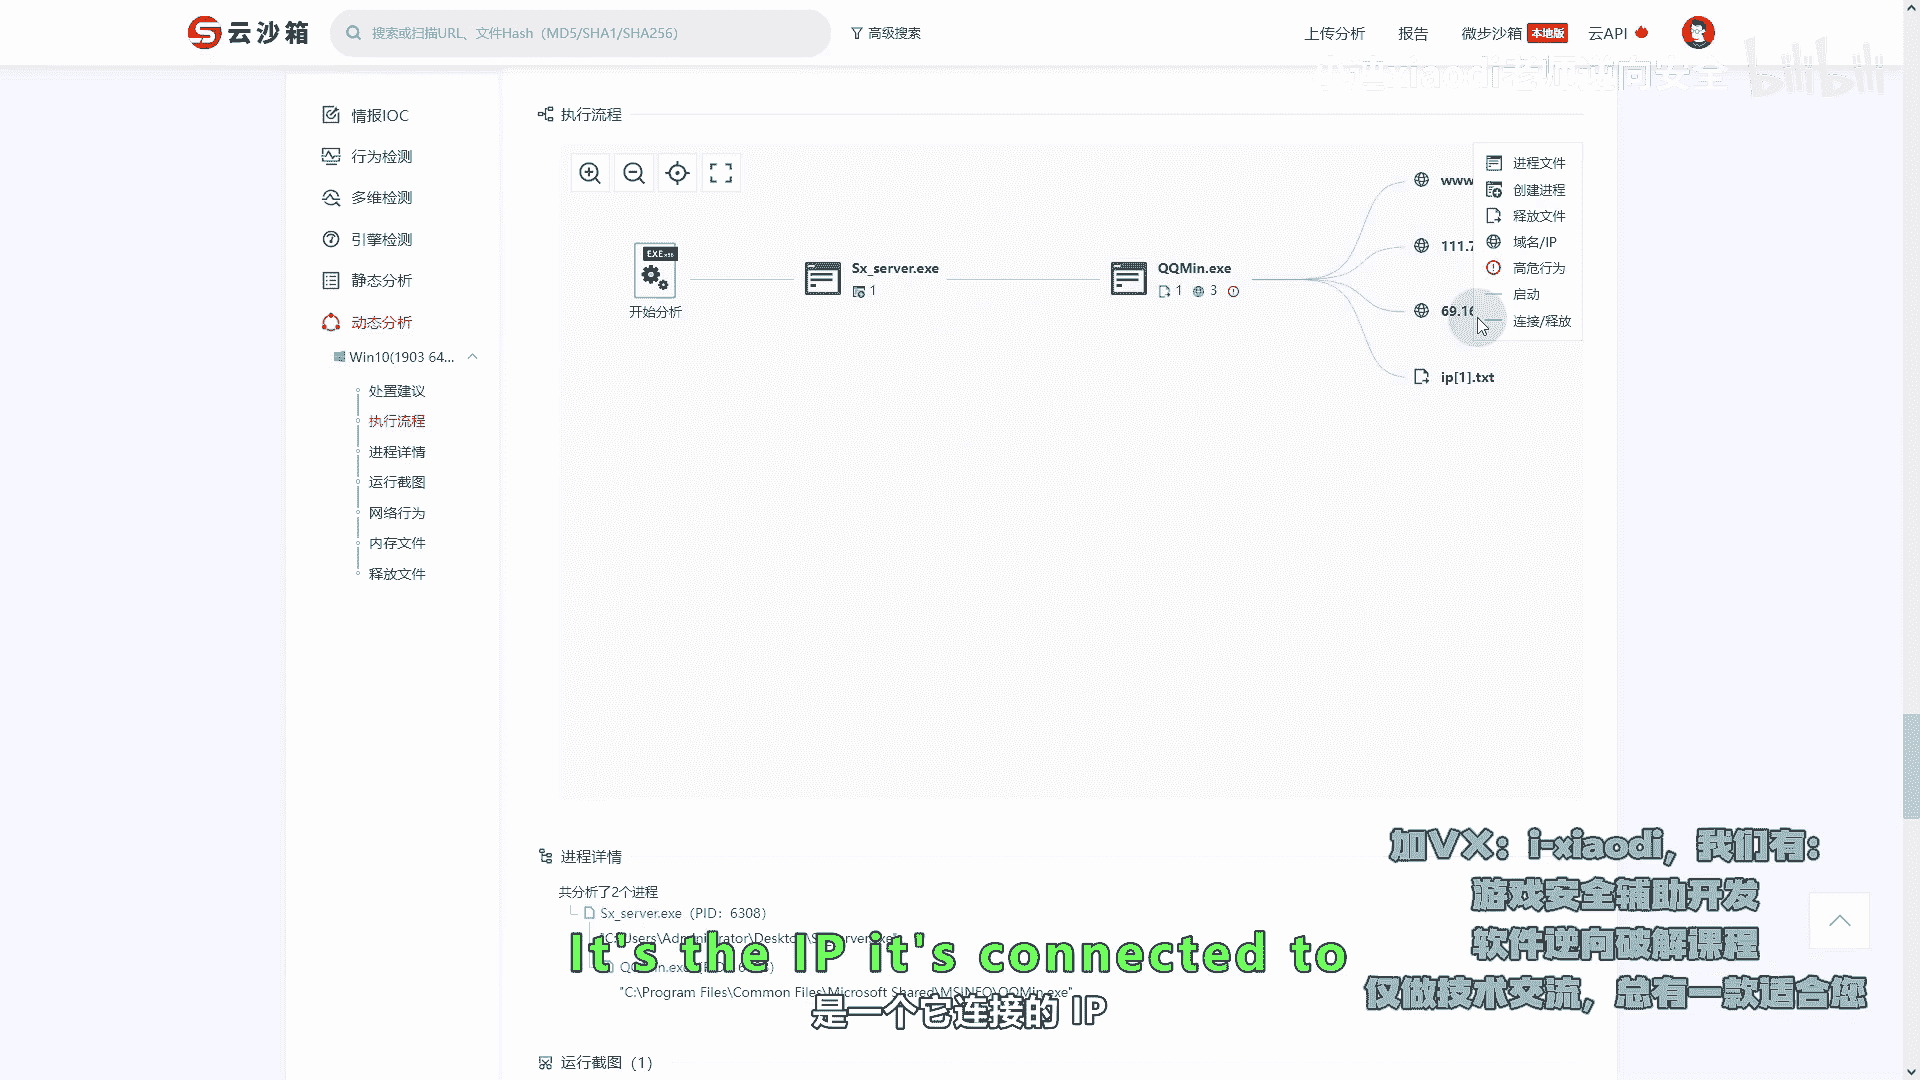 云沙箱
搜索或扫描URL、文件Hash（MD5/SHA1/SHA256）
高级搜索
上传分析
报告
微步沙箱 本地版
云API
bilibili
情报IOC
行为检测
多维检测
引擎检测
静态分析
动态分析
Win10(1903 64...
处置建议
执行流程
进程详情
运行截图
网络行为
内存文件
释放文件
执行流程
EXE x86
开始分析
Sx_server.exe
1
QQMin.exe
1 3
www
111.7
69.16
ip[1].txt
进程文件
创建进程
释放文件
域名/IP
高危行为
启动
连接/释放
进程详情
共分析了2个进程
Sx_server.exe（PID：6308）
"C:\Program Files\Common Files\Microsoft Shared\MSINFO\QQMin.exe"
It's the IP it's connected to
是一个它连接的 IP
运行截图 (1)
加VX：i-xiaodi，我们有：
游戏安全辅助开发
软件逆向破解课程
仅做技术交流，总有一款适合您